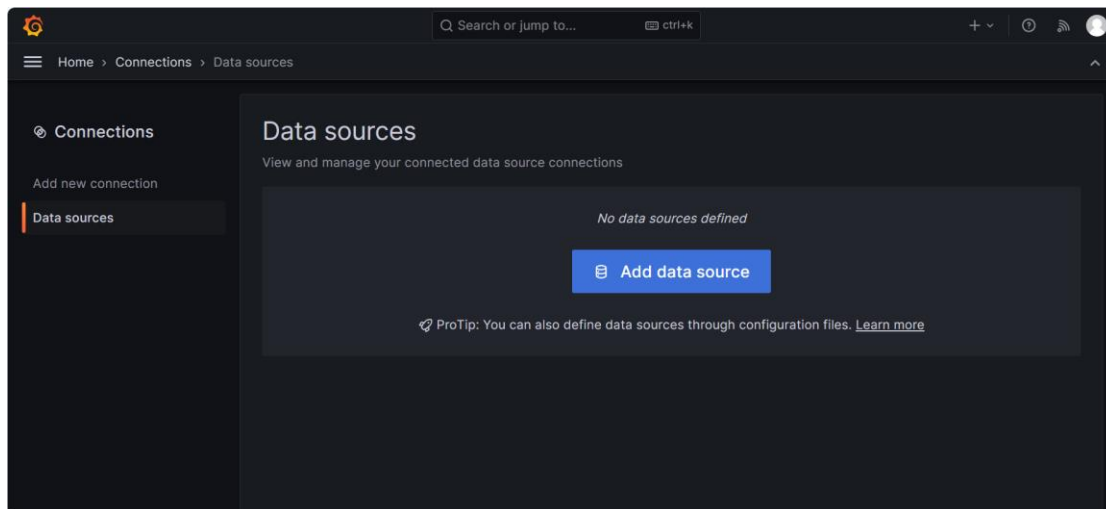 Search or jump to... ctrl+k
Home › Connections › Data sources
Connections
Add new connection
Data sources
Data sources
View and manage your connected data source connections
No data sources defined
Add data source
ProTip: You can also define data sources through configuration files. Learn more